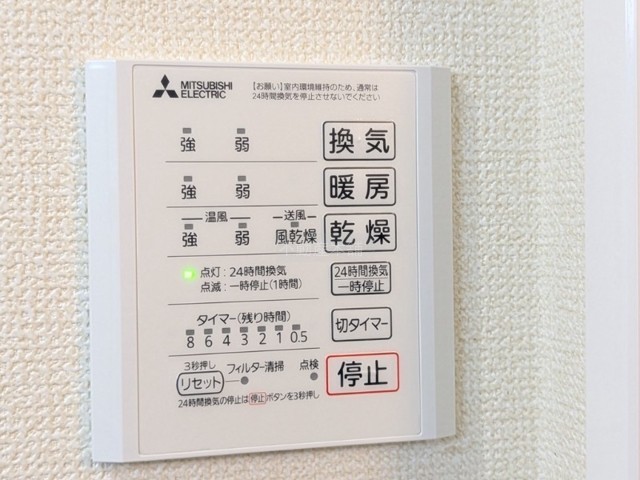 MITSUBISHI
ELECTRIC
【お願い】室内環境維持のため、通常は
24時間換気を停止させないでください
強 弱 換気
強 弱 暖房
温風 送風
強 弱 風乾燥 乾燥
点灯:24時間換気
点滅:一時停止(1時間)
24時間換気
一時停止
タイマー(残り時間)
8 6 4 3 2 1 0.5
切タイマー
3秒押し
リセット フィルター清掃 点検
停止
24時間換気の停止は停止ボタンを3秒押し